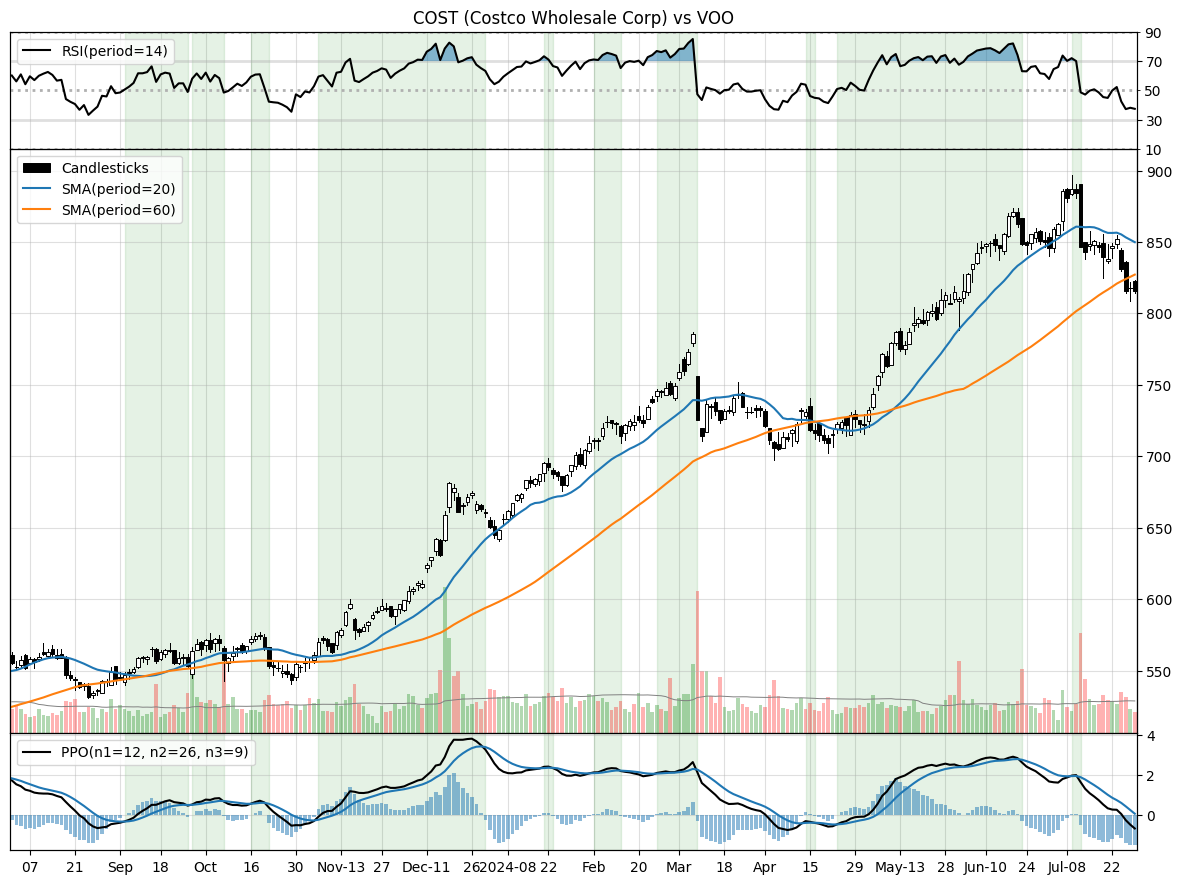 COST (Costco Wholesale Corp) vs VOO
RSI(period=14)
90
70
50
30
10
Candlesticks
SMA(period=20)
SMA(period=60)
900
850
800
750
700
650
600
550
PPO(n1=12, n2=26, n3=9)
4
2
0
07 21 Sep 18 Oct 16 30 Nov-13 27 Dec-11 26 2024-08 22 Feb 20 Mar 18 Apr 15 29 May-13 28 Jun-10 24 Jul-08 22